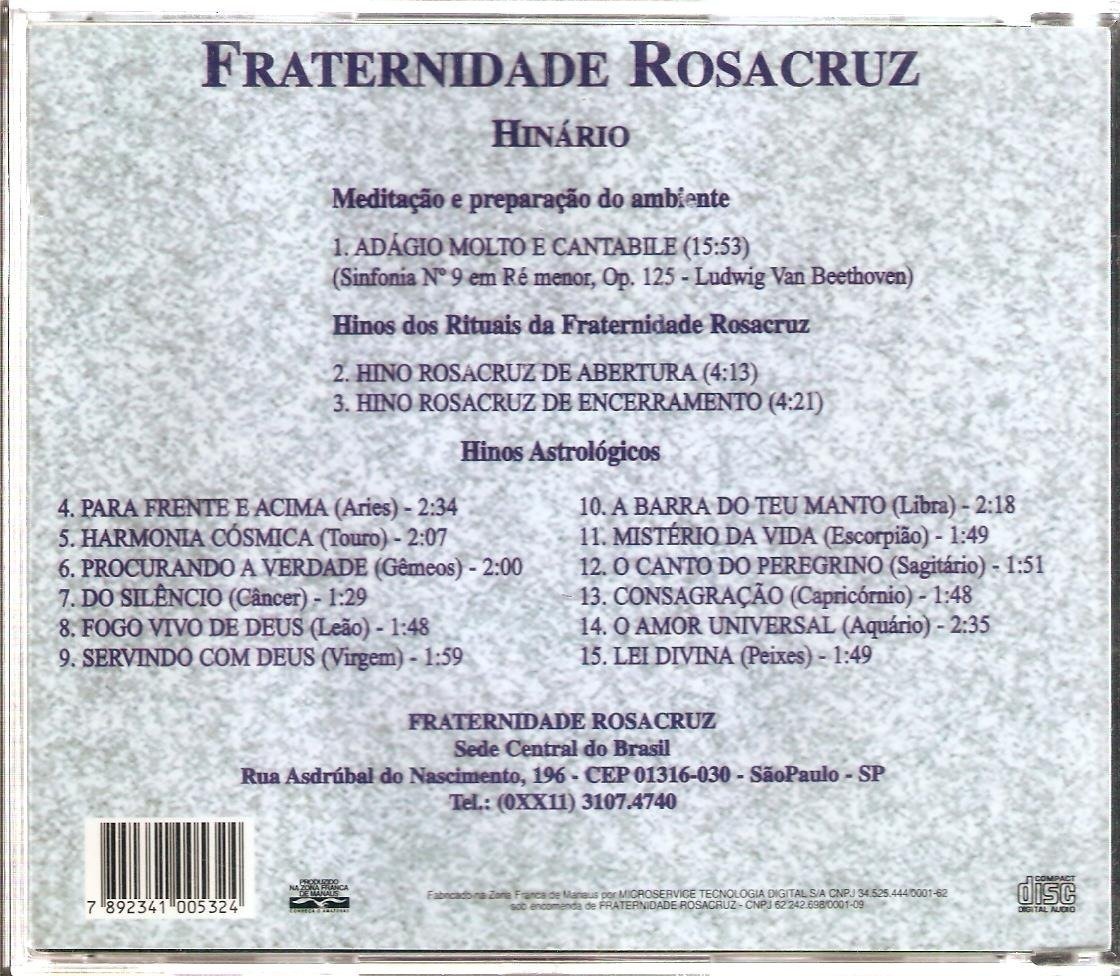 FRATERNIDADE ROSACRUZ
HINÁRIO
Meditação e preparação do ambiente
1. ADÁGIO MOLTO E CANTABILE (15:53)
(Sinfonia Nº 9 em Ré menor, Op. 125 - Ludwig Van Beethoven)
Hinos dos Rituais da Fraternidade Rosacruz
2. HINO ROSACRUZ DE ABERTURA (4:13)
3. HINO ROSACRUZ DE ENCERRAMENTO (4:21)
Hinos Astrológicos
4. PARA FRENTE E ACIMA (Aries) - 2:34
5. HARMONIA CÓSMICA (Touro) - 2:07
6. PROCURANDO A VERDADE (Gêmeos) - 2:00
7. DO SILÊNCIO (Câncer) - 1:29
8. FOGO VIVO DE DEUS (Leão) - 1:48
9. SERVINDO COM DEUS (Virgem) - 1:59
10. A BARRA DO TEU MANTO (Libra) - 2:18
11. MISTÉRIO DA VIDA (Escorpião) - 1:49
12. O CANTO DO PEREGRINO (Sagitário) - 1:51
13. CONSAGRAÇÃO (Capricórnio) - 1:48
14. O AMOR UNIVERSAL (Aquário) - 2:35
15. LEI DIVINA (Peixes) - 1:49
FRATERNIDADE ROSACRUZ
Sede Central do Brasil
Rua Asdrúbal do Nascimento, 196 - CEP 01316-030 - SãoPaulo - SP
Tel.: (0XX11) 3107.4740
7 892341 005324
PRODUZIDO
NA ZONA FRANCA
DE MANAUS
CONHEÇA O AMAZONAS
Fabricado na Zona Franca de Manaus por MICROSERVICE TECNOLOGIA DIGITAL S/A CNPJ 34.525.444/0001-62
sob encomenda de FRATERNIDADE ROSACRUZ - CNPJ 62.242.698/0001-09
COMPACT
disc
DIGITAL AUDIO